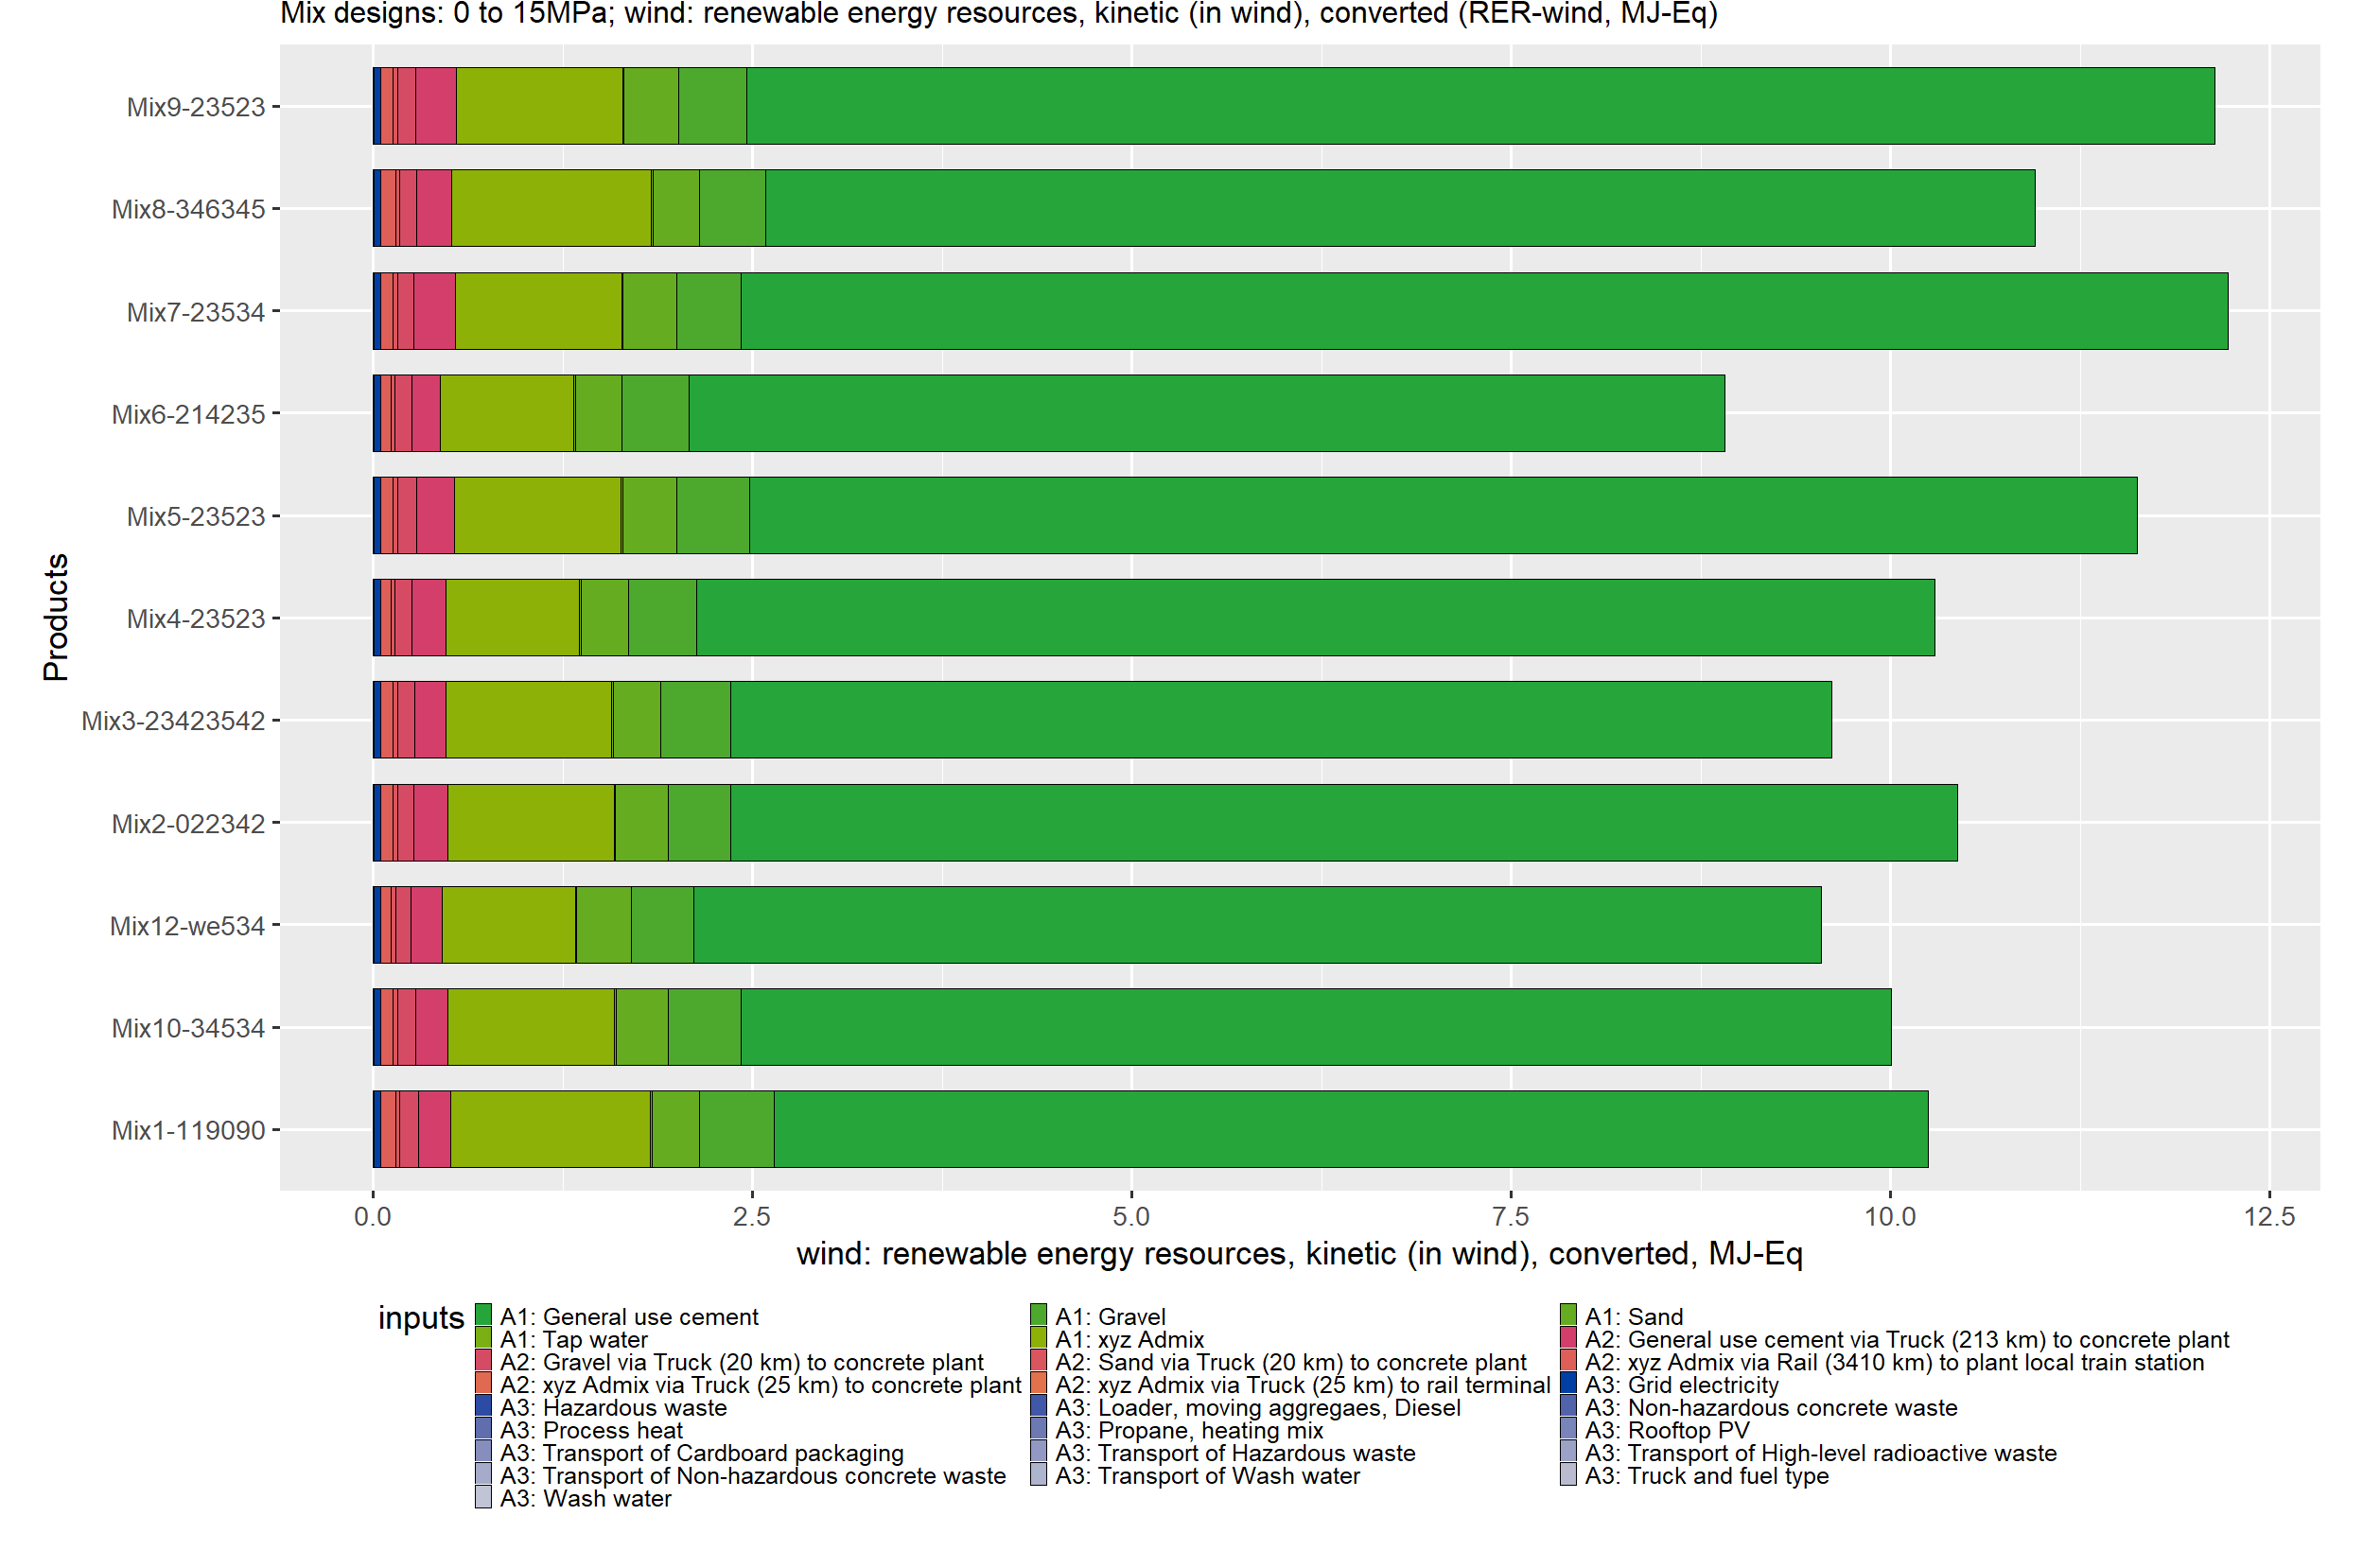 Mix designs: 0 to 15MPa; wind: renewable energy resources, kinetic (in wind), converted (RER-wind, MJ-Eq)
Products
Mix9-23523
Mix8-346345
Mix7-23534
Mix6-214235
Mix5-23523
Mix4-23523
Mix3-23423542
Mix2-022342
Mix12-we534
Mix10-34534
Mix1-119090
0.0 2.5 5.0 7.5 10.0 12.5
wind: renewable energy resources, kinetic (in wind), converted, MJ-Eq
inputs
A1: General use cement A1: Gravel A1: Sand
A1: Tap water A1: xyz Admix A2: General use cement via Truck (213 km) to concrete plant
A2: Gravel via Truck (20 km) to concrete plant A2: Sand via Truck (20 km) to concrete plant A2: xyz Admix via Rail (3410 km) to plant local train station
A2: xyz Admix via Truck (25 km) to concrete plant A2: xyz Admix via Truck (25 km) to rail terminal A3: Grid electricity
A3: Hazardous waste A3: Loader, moving aggregaes, Diesel A3: Non-hazardous concrete waste
A3: Process heat A3: Propane, heating mix A3: Rooftop PV
A3: Transport of Cardboard packaging A3: Transport of Hazardous waste A3: Transport of High-level radioactive waste
A3: Transport of Non-hazardous concrete waste A3: Transport of Wash water A3: Truck and fuel type
A3: Wash water